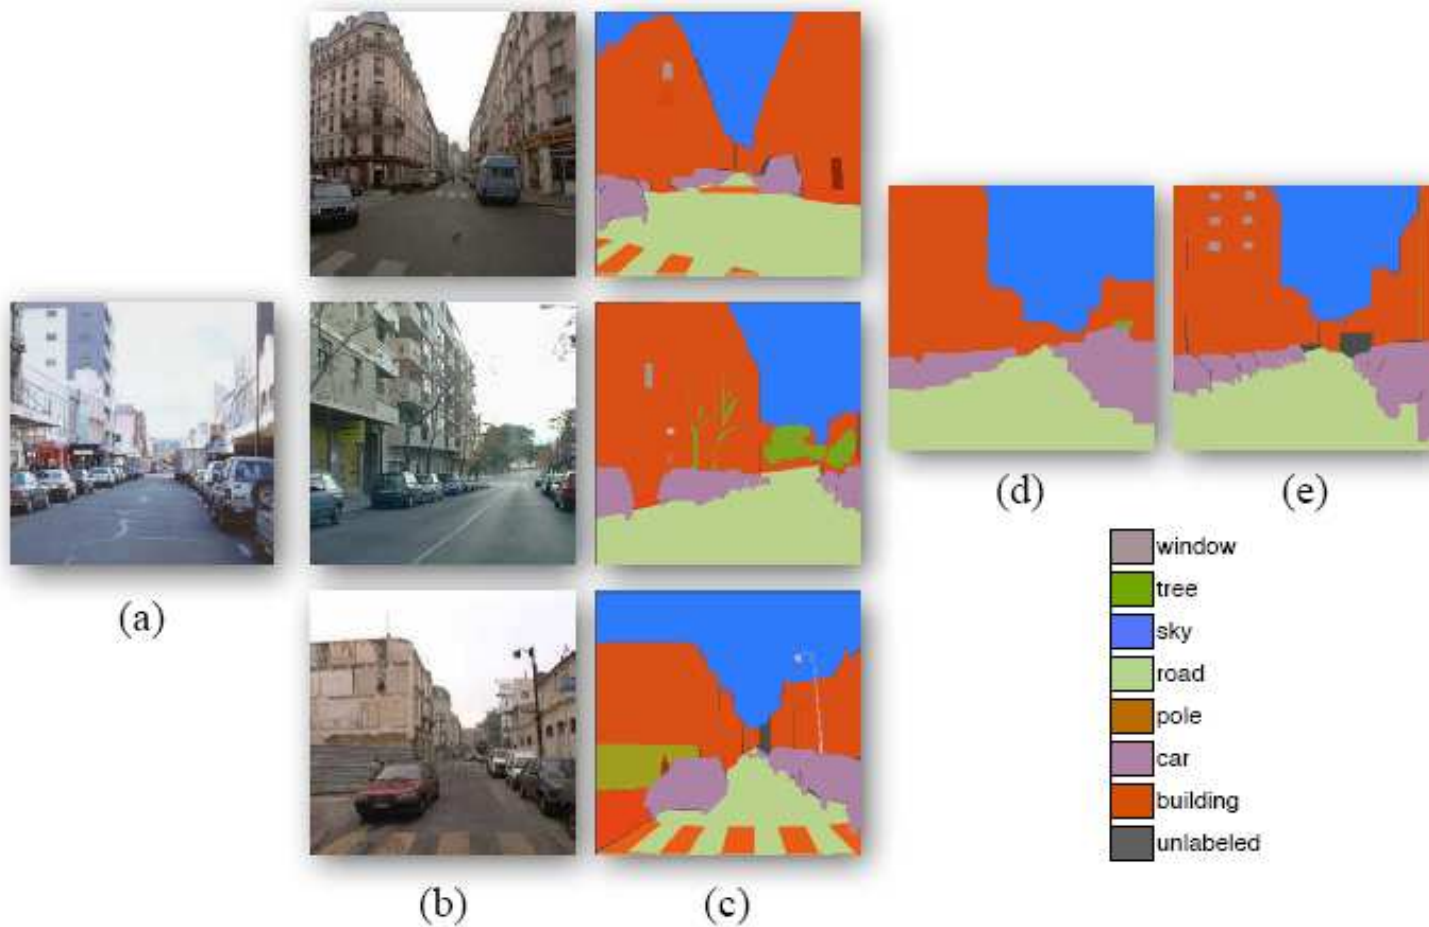 (d)
(e)
window
tree
sky
road
pole
car
building
unlabeled
(a)
(b)
(c)